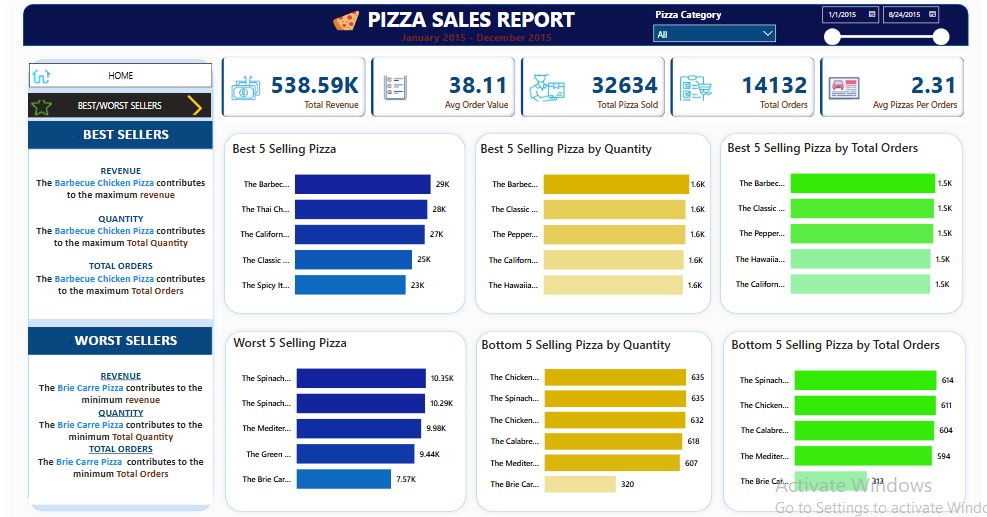 PIZZA SALES REPORT
January 2015 - December 2015
Pizza Category
All
1/1/2015
8/24/2015
HOME
BEST/WORST SELLERS
538.59K
Total Revenue
38.11
Avg Order Value
32634
Total Pizza Sold
14132
Total Orders
2.31
Avg Pizzas Per Orders
BEST SELLERS
REVENUE
The Barbecue Chicken Pizza contributes
to the maximum revenue
QUANTITY
The Barbecue Chicken Pizza contributes
to the maximum Total Quantity
TOTAL ORDERS
The Barbecue Chicken Pizza contributes
to the maximum Total Orders
WORST SELLERS
REVENUE
The Brie Carre Pizza contributes to the
minimum revenue
QUANTITY
The Brie Carre Pizza contributes to the
minimum Total Quantity
TOTAL ORDERS
The Brie Carre Pizza contributes to the
minimum Total Orders
Best 5 Selling Pizza
The Barbec... 29K
The Thai Ch... 28K
The Californ... 27K
The Classic ... 25K
The Spicy It... 23K
Best 5 Selling Pizza by Quantity
The Barbec... 1.6K
The Classic ... 1.6K
The Pepper... 1.6K
The Californ... 1.6K
The Hawaiia... 1.6K
Best 5 Selling Pizza by Total Orders
The Barbec... 1.5K
The Classic ... 1.5K
The Pepper... 1.5K
The Hawaiia... 1.5K
The Californ... 1.5K
Worst 5 Selling Pizza
The Spinach... 10.35K
The Spinach... 10.29K
The Mediter... 9.98K
The Green ... 9.44K
The Brie Car... 7.57K
Bottom 5 Selling Pizza by Quantity
The Chicken... 635
The Spinach... 635
The Chicken... 632
The Calabre... 618
The Mediter... 607
The Brie Car... 320
Bottom 5 Selling Pizza by Total Orders
The Spinach... 614
The Chicken... 611
The Calabre... 604
The Mediter... 594
The Brie Car... 313
Activate Windows
Go to Settings to activate Windo